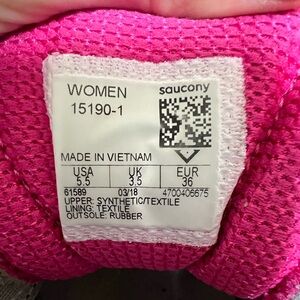 WOMEN saucony
15190-1
MADE IN VIETNAM
USA UK EUR
5.5 3.5 36
61589 03/18 4700406675
UPPER: SYNTHETIC/TEXTILE
LINING: TEXTILE
OUTSOLE: RUBBER